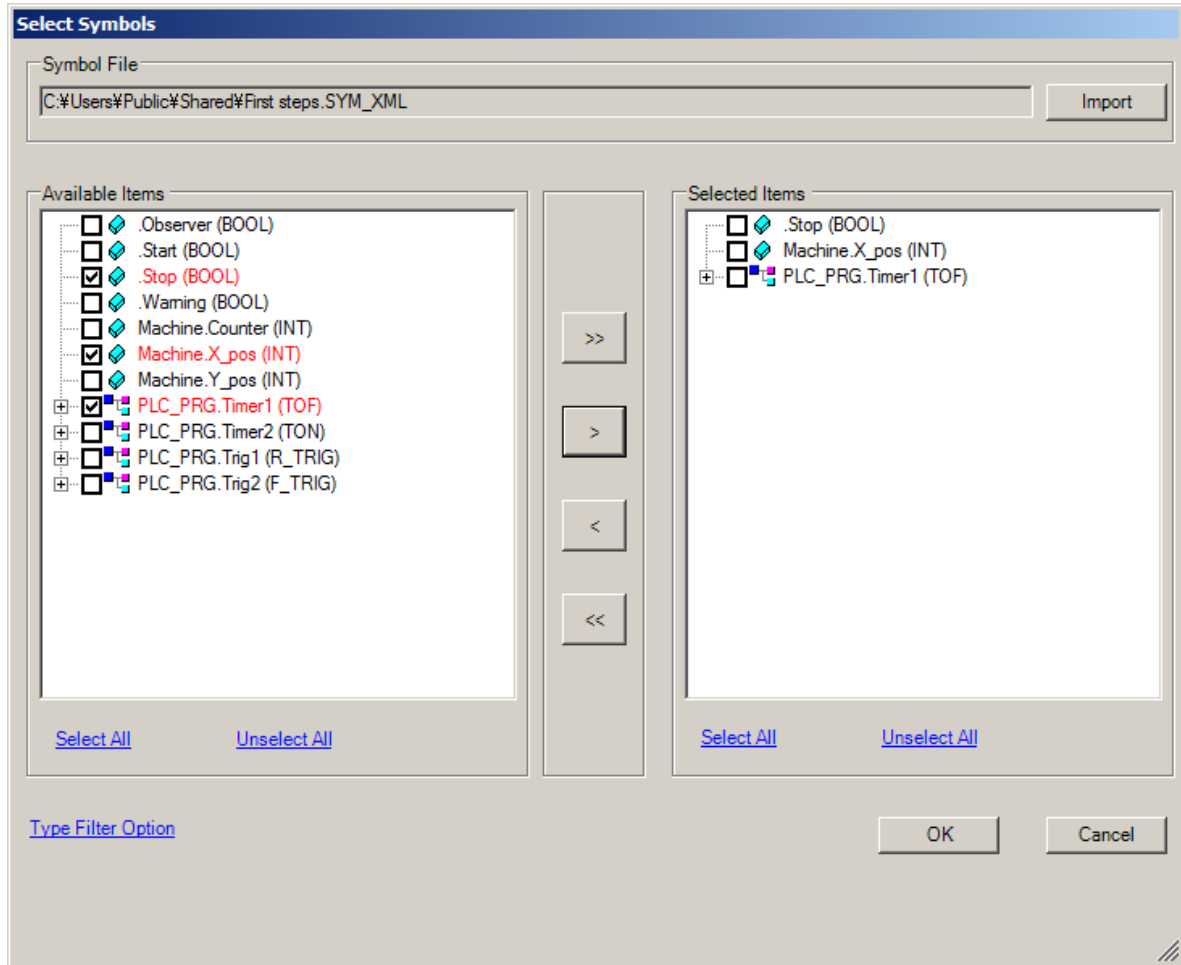 Select Symbols
Symbol File
C:¥Users¥Public¥Shared¥First steps.SYM_XML
Import
Available Items
.Observer (BOOL)
.Start (BOOL)
.Stop (BOOL)
.Warning (BOOL)
Machine.Counter (INT)
Machine.X_pos (INT)
Machine.Y_pos (INT)
PLC_PRG.Timer1 (TOF)
PLC_PRG.Timer2 (TON)
PLC_PRG.Trig1 (R_TRIG)
PLC_PRG.Trig2 (F_TRIG)
Select All
Unselect All
>>
>
<
<<
Selected Items
.Stop (BOOL)
Machine.X_pos (INT)
PLC_PRG.Timer1 (TOF)
Select All
Unselect All
Type Filter Option
OK
Cancel